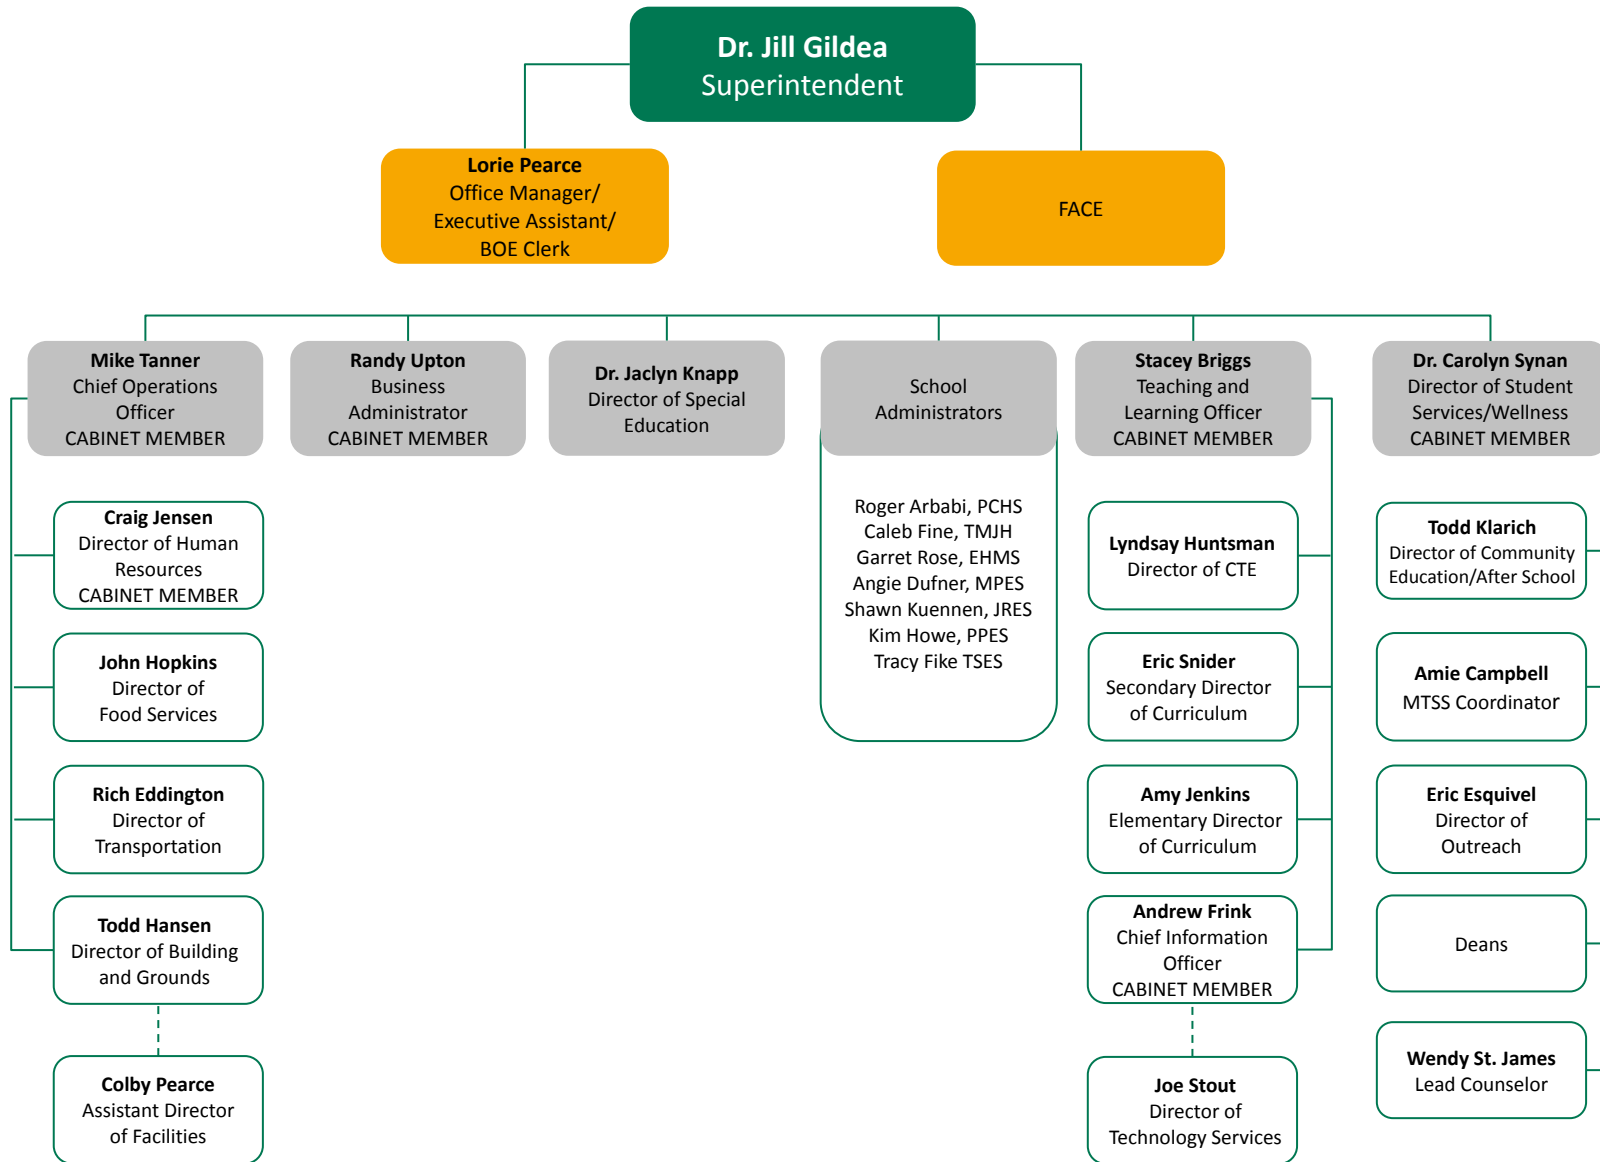 Dr. Jill Gildea
Superintendent
Lorie Pearce
Office Manager/
Executive Assistant/
BOE Clerk
FACE
Mike Tanner
Chief Operations
Officer
CABINET MEMBER
Randy Upton
Business
Administrator
CABINET MEMBER
Dr. Jaclyn Knapp
Director of Special
Education
School
Administrators
Stacey Briggs
Teaching and
Learning Officer
CABINET MEMBER
Dr. Carolyn Synan
Director of Student
Services/Wellness
CABINET MEMBER
Craig Jensen
Director of Human
Resources
CABINET MEMBER
John Hopkins
Director of
Food Services
Rich Eddington
Director of
Transportation
Todd Hansen
Director of Building
and Grounds
Colby Pearce
Assistant Director
of Facilities
Roger Arbabi, PCHS
Caleb Fine, TMJH
Garret Rose, EHMS
Angie Dufner, MPES
Shawn Kuennen, JRES
Kim Howe, PPES
Tracy Fike TSES
Lyndsay Huntsman
Director of CTE
Eric Snider
Secondary Director
of Curriculum
Amy Jenkins
Elementary Director
of Curriculum
Andrew Frink
Chief Information
Officer
CABINET MEMBER
Joe Stout
Director of
Technology Services
Todd Klarich
Director of Community
Education/After School
Amie Campbell
MTSS Coordinator
Eric Esquivel
Director of
Outreach
Deans
Wendy St. James
Lead Counselor